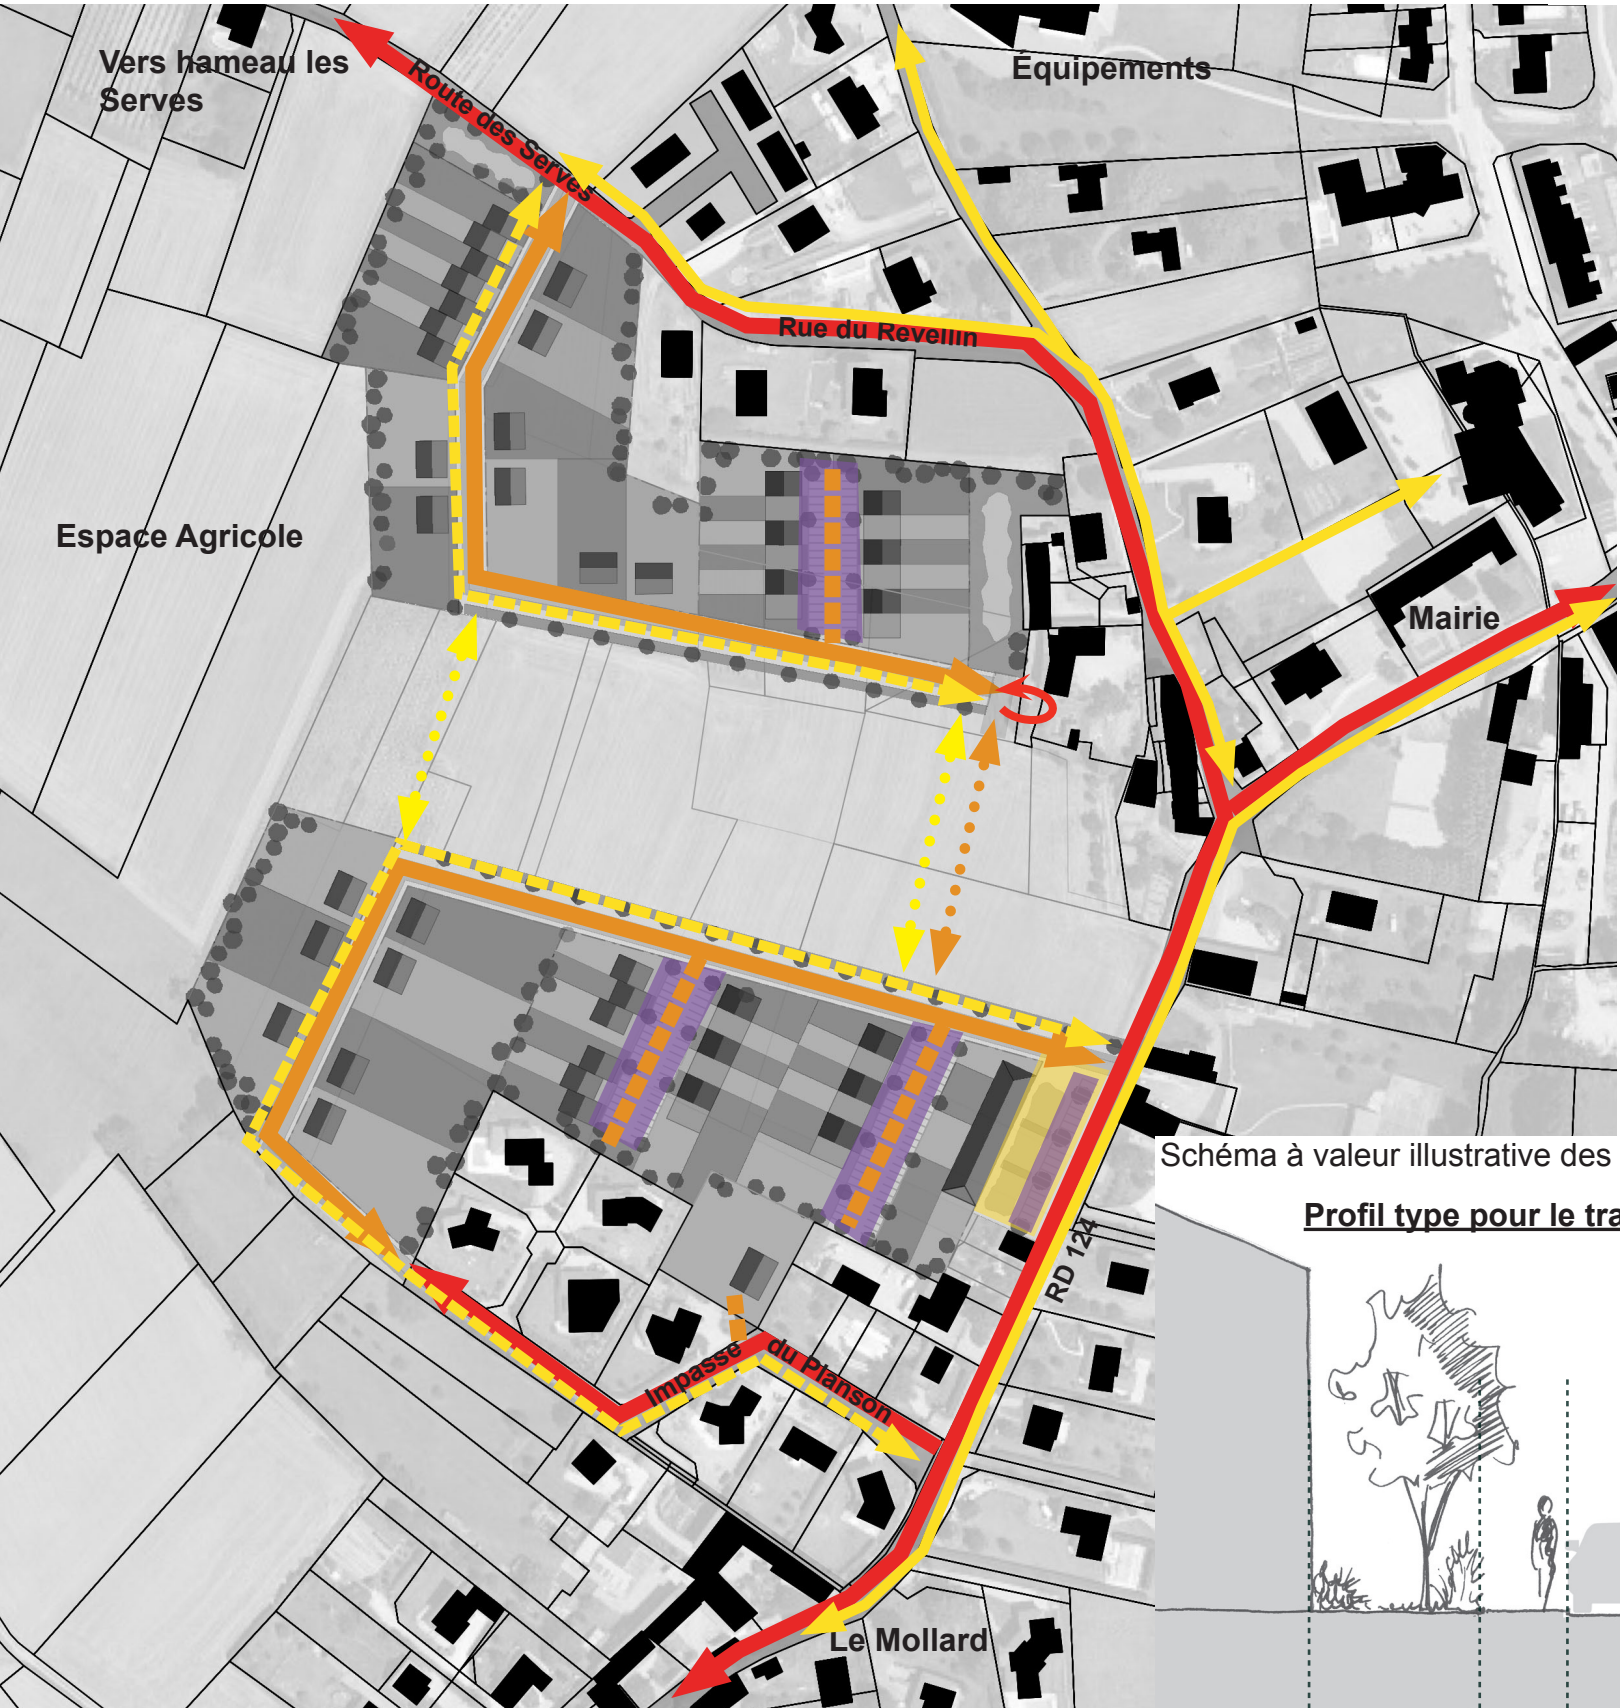 Vers hameau les
Serves
Équipements
Route des Serves
Rue du Revellin
Espace Agricole
Mairie
Schéma à valeur illustrative des
Profil type pour le tra
RD 124
Impasse du Planson
Le Mollard